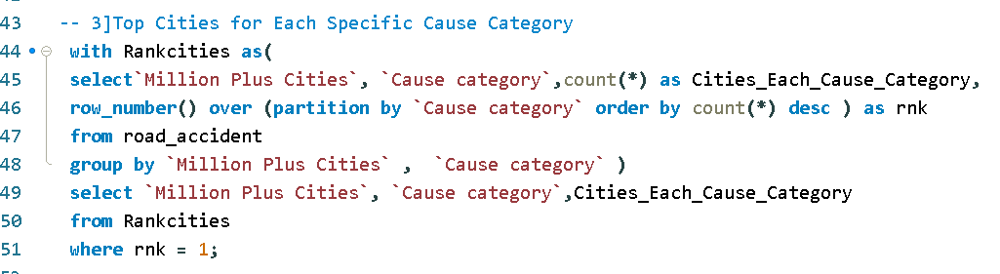 43 -- 3]Top Cities for Each Specific Cause Category
44 with Rankcities as(
45 select`Million Plus Cities`, `Cause category`,count(*) as Cities_Each_Cause_Category,
46 row_number() over (partition by `Cause category` order by count(*) desc ) as rnk
47 from road_accident
48 group by `Million Plus Cities` , `Cause category` )
49 select `Million Plus Cities`, `Cause category`,Cities_Each_Cause_Category
50 from Rankcities
51 where rnk = 1;